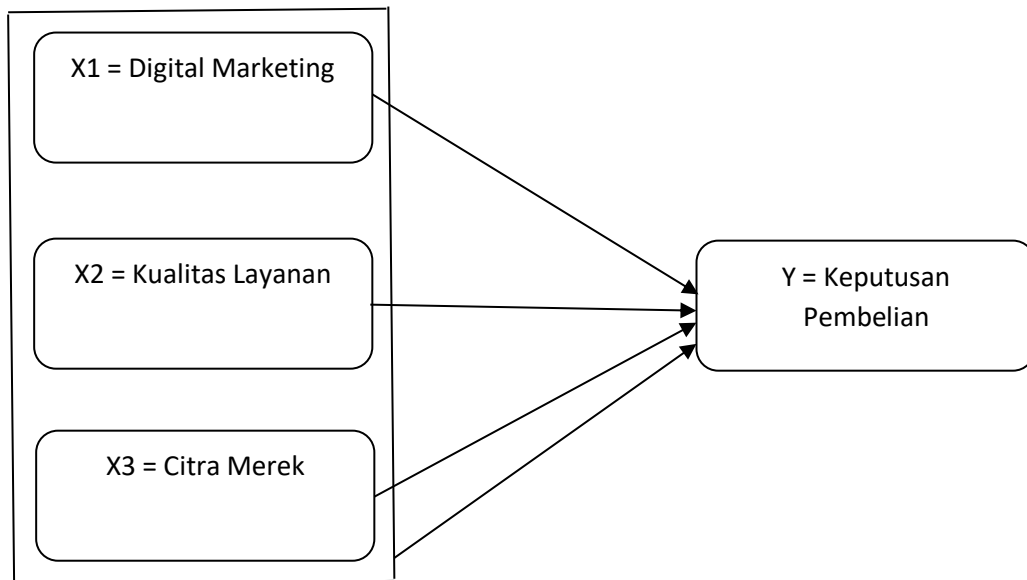 X1 = Digital Marketing
X2 = Kualitas Layanan
X3 = Citra Merek
Y = Keputusan
Pembelian